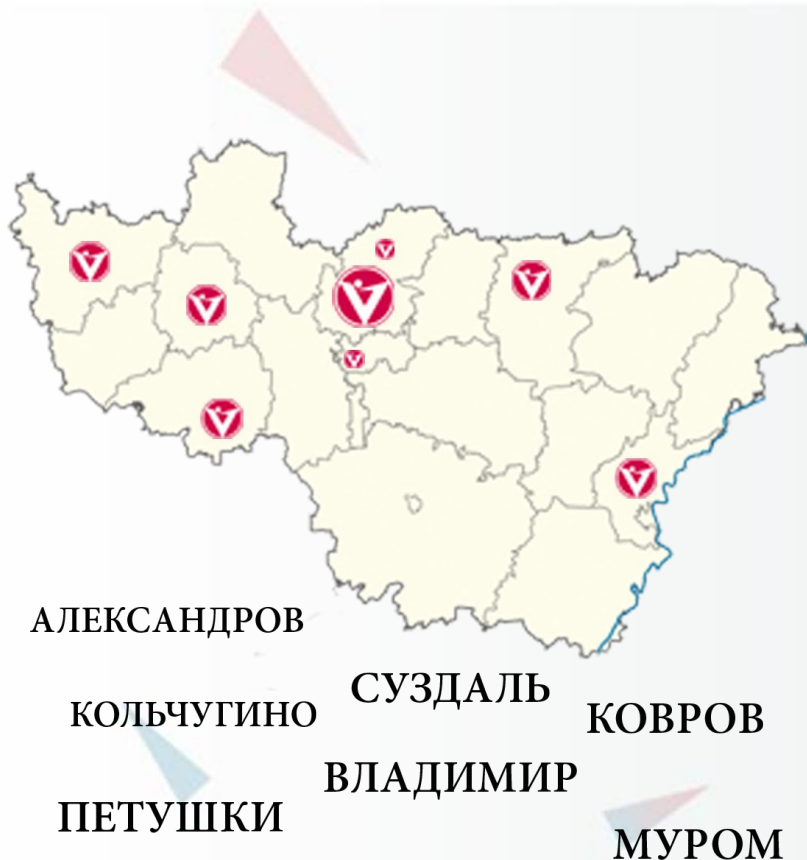 АЛЕКСАНДРОВ
СУЗДАЛЬ
КОЛЬЧУГИНО
КОВРОВ
ВЛАДИМИР
ПЕТУШКИ
МУРОМ